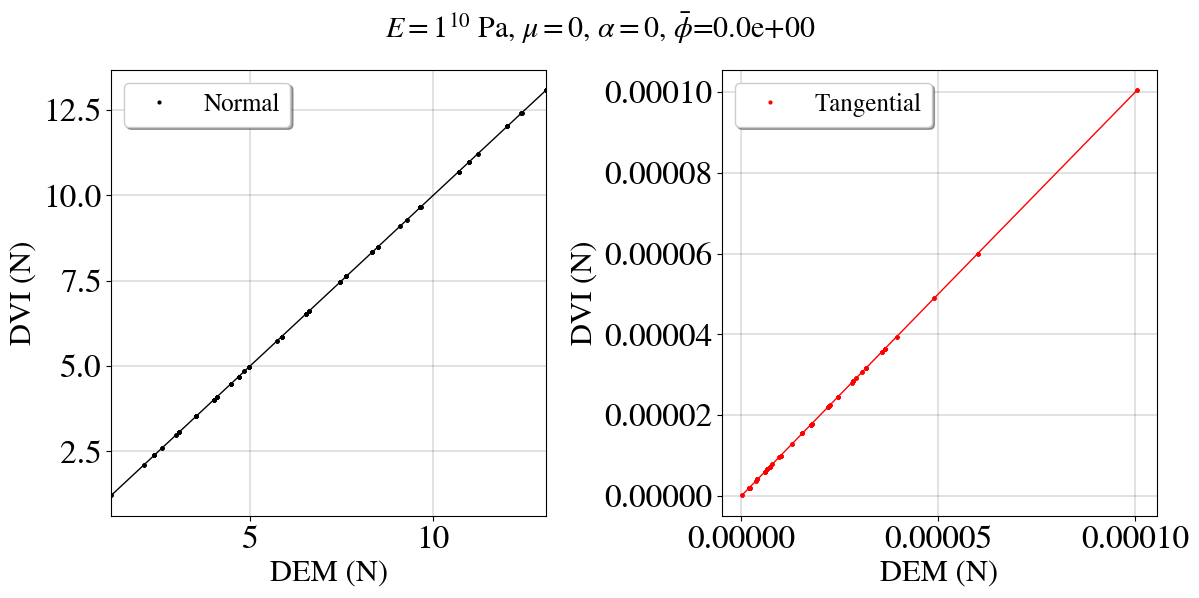 E = 1¹⁰ Pa, μ = 0, α = 0, ϕ̄=0.0e+00
Normal
12.5
10.0
7.5
5.0
2.5
5
10
DVI (N)
DEM (N)
Tangential
0.00010
0.00008
0.00006
0.00004
0.00002
0.00000
0.00000
0.00005
0.00010
DVI (N)
DEM (N)